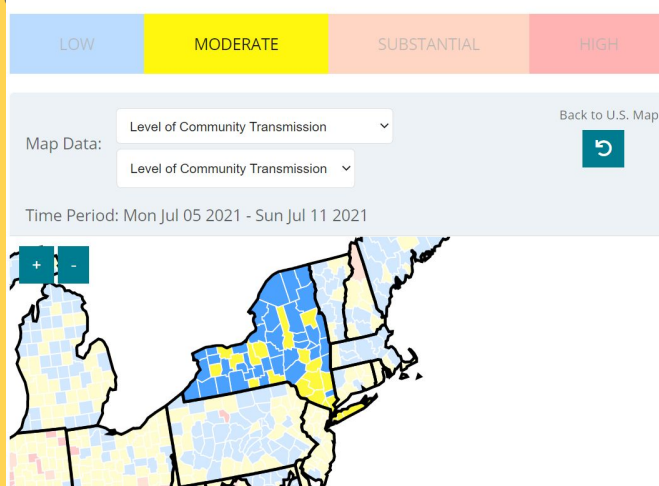 LOW MODERATE SUBSTANTIAL HIGH
Back to U.S. Map
Map Data: Level of Community Transmission
Level of Community Transmission
Time Period: Mon Jul 05 2021 - Sun Jul 11 2021
+ -